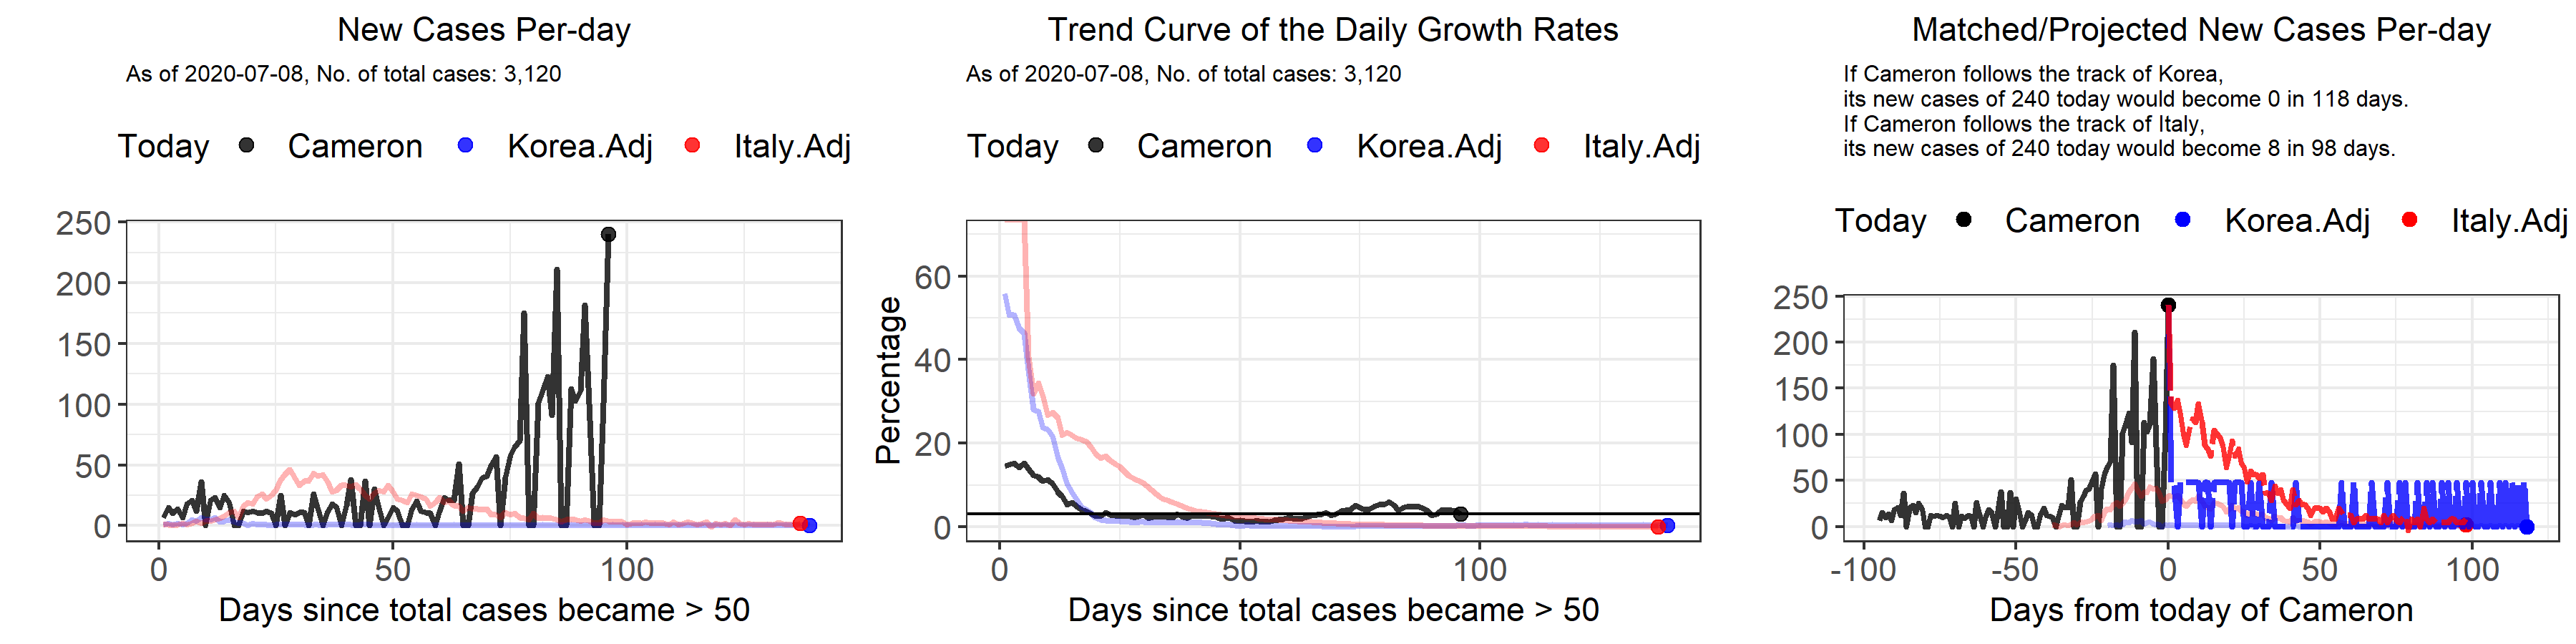 New Cases Per-day
As of 2020-07-08, No. of total cases: 3,120
Today Cameron Korea.Adj Italy.Adj
250
200
150
100
50
0
0 50 100
Days since total cases became > 50
Trend Curve of the Daily Growth Rates
As of 2020-07-08, No. of total cases: 3,120
Today Cameron Korea.Adj Italy.Adj
Percentage
60
40
20
0
0 50 100
Days since total cases became > 50
Matched/Projected New Cases Per-day
If Cameron follows the track of Korea,
its new cases of 240 today would become 0 in 118 days.
If Cameron follows the track of Italy,
its new cases of 240 today would become 8 in 98 days.
Today Cameron Korea.Adj Italy.Adj
250
200
150
100
50
0
-100 -50 0 50 100
Days from today of Cameron